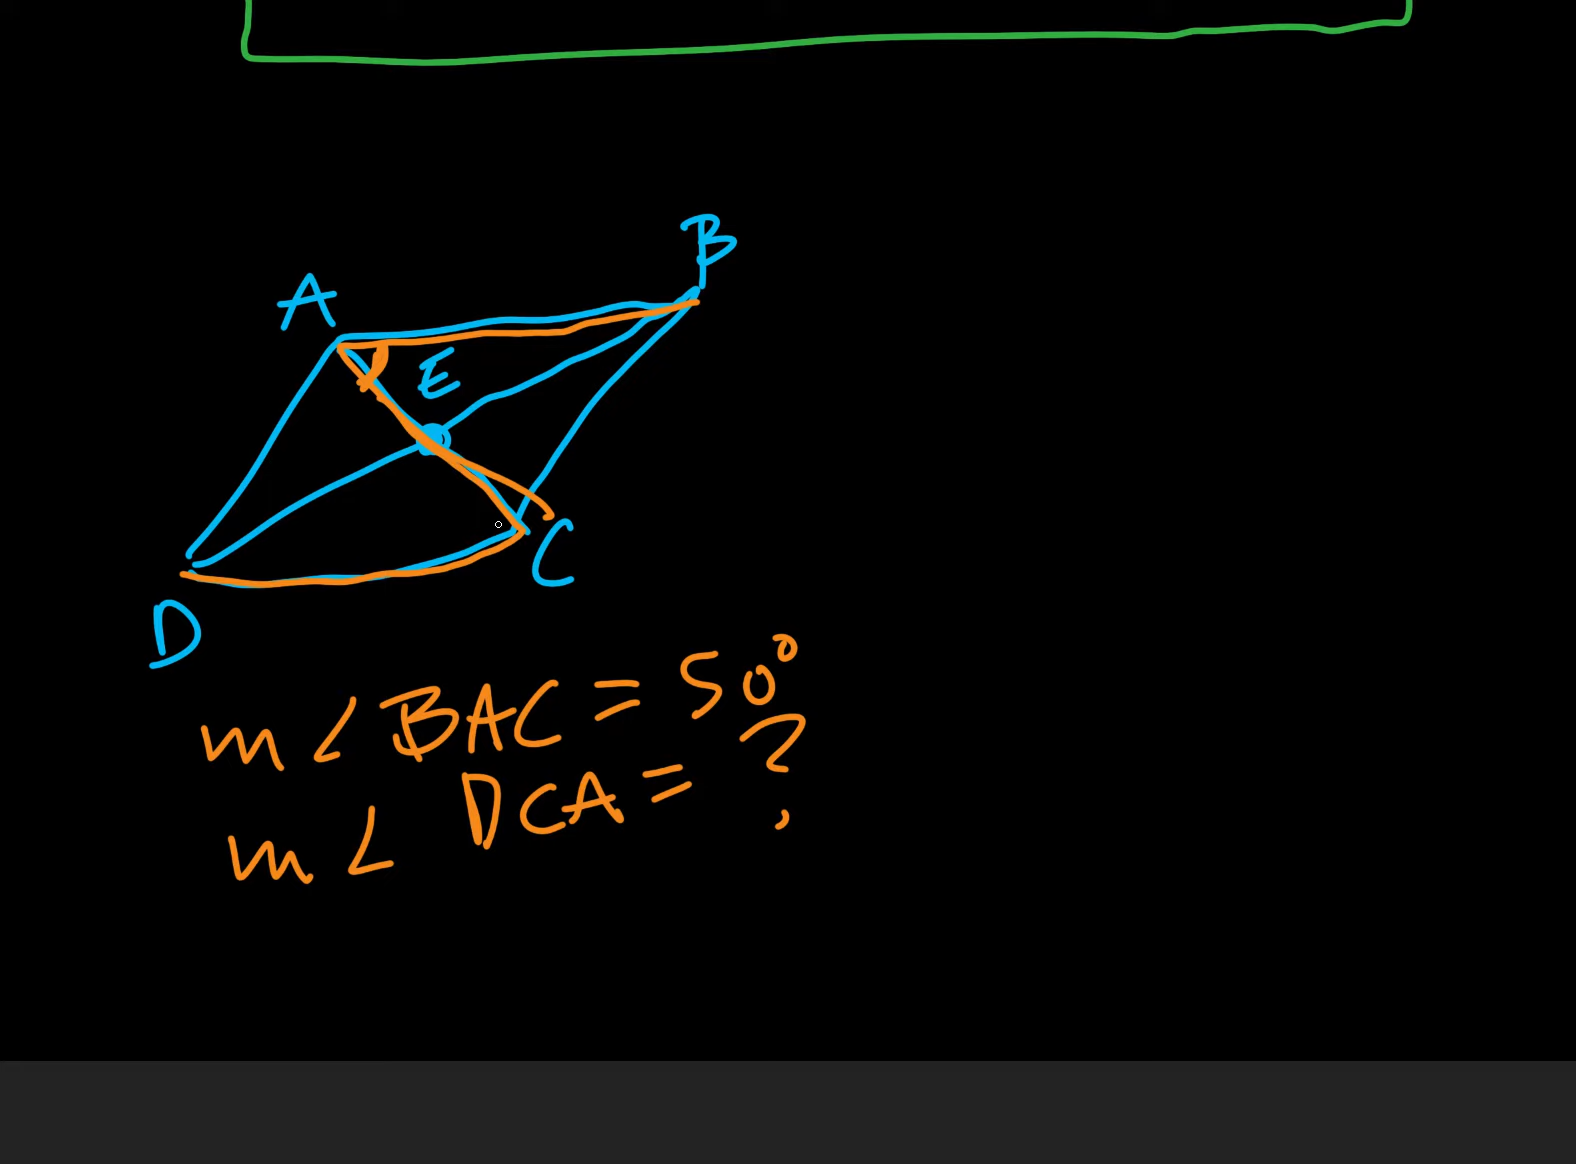 B
A
E
C
D
m∠BAC = 50°
m∠DCA = ?